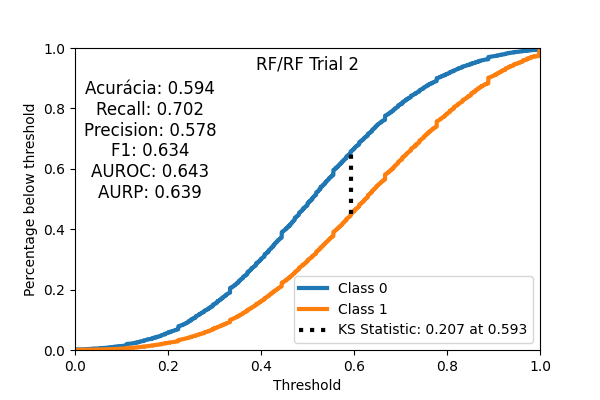 RF/RF Trial 2
Acurácia: 0.594
Recall: 0.702
Precision: 0.578
F1: 0.634
AUROC: 0.643
AURP: 0.639
Percentage below threshold
1.0
0.8
0.6
0.4
0.2
0.0
Class 0
Class 1
KS Statistic: 0.207 at 0.593
0.0 0.2 0.4 0.6 0.8 1.0
Threshold